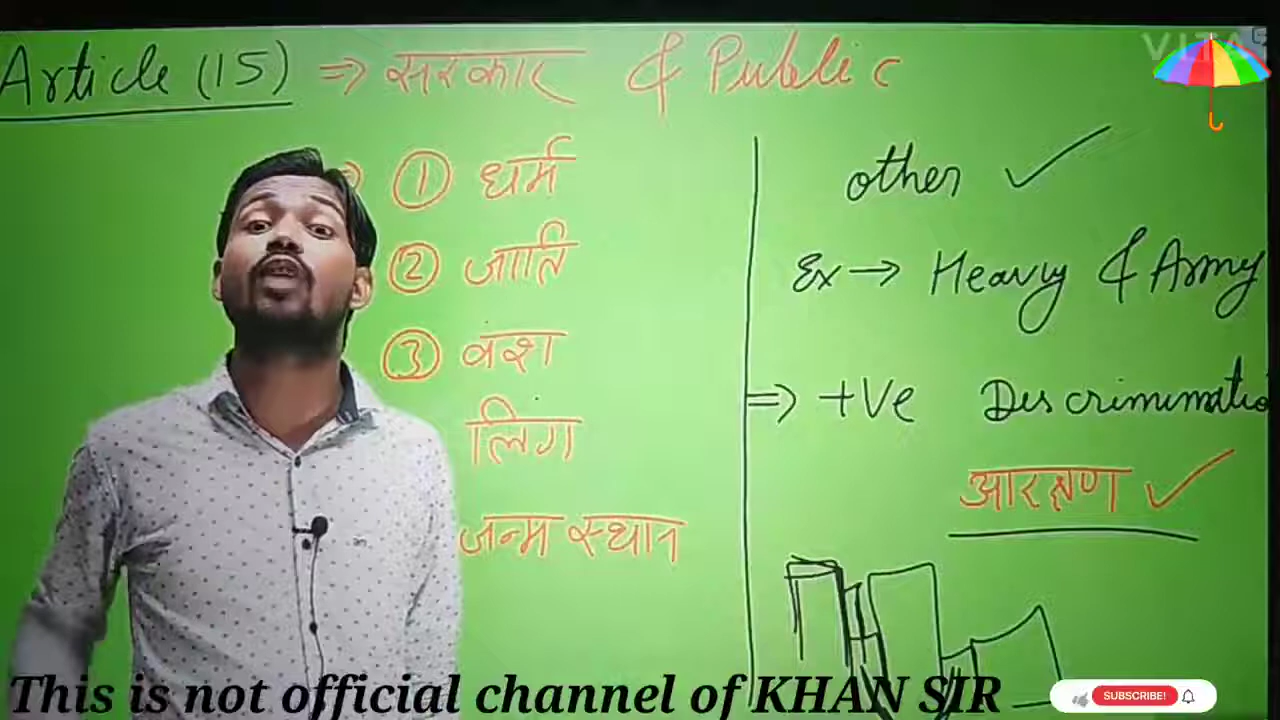 Article (15) ⇒ सरकार & Public
① धर्म
② जाति
③ वंश
लिंग
जन्म स्थान
other ✓
Ex → Heavy & Army
⇒ +Ve Descrimimatio
आरक्षण ✓
This is not official channel of KHAN SIR
SUBSCRIBE!